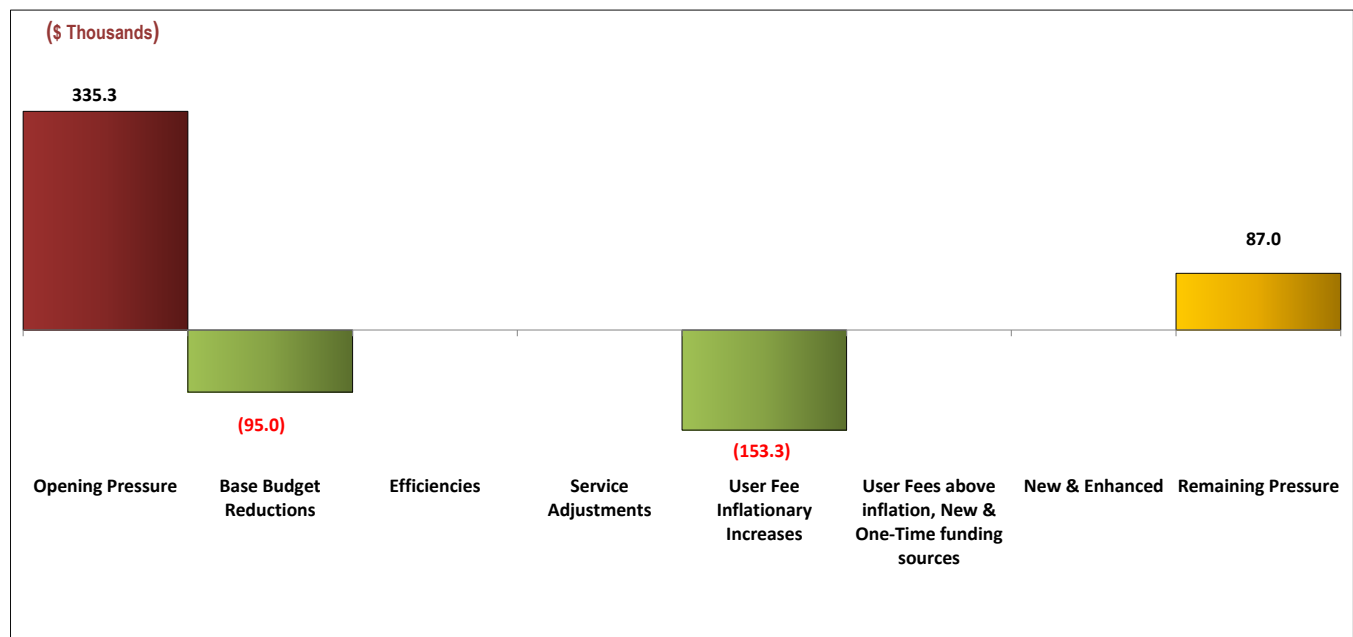 ($ Thousands)
335.3
87.0
(95.0)
(153.3)
Opening Pressure
Base Budget
Reductions
Efficiencies
Service
Adjustments
User Fee
Inflationary
Increases
User Fees above
inflation, New &
One-Time funding
sources
New & Enhanced
Remaining Pressure